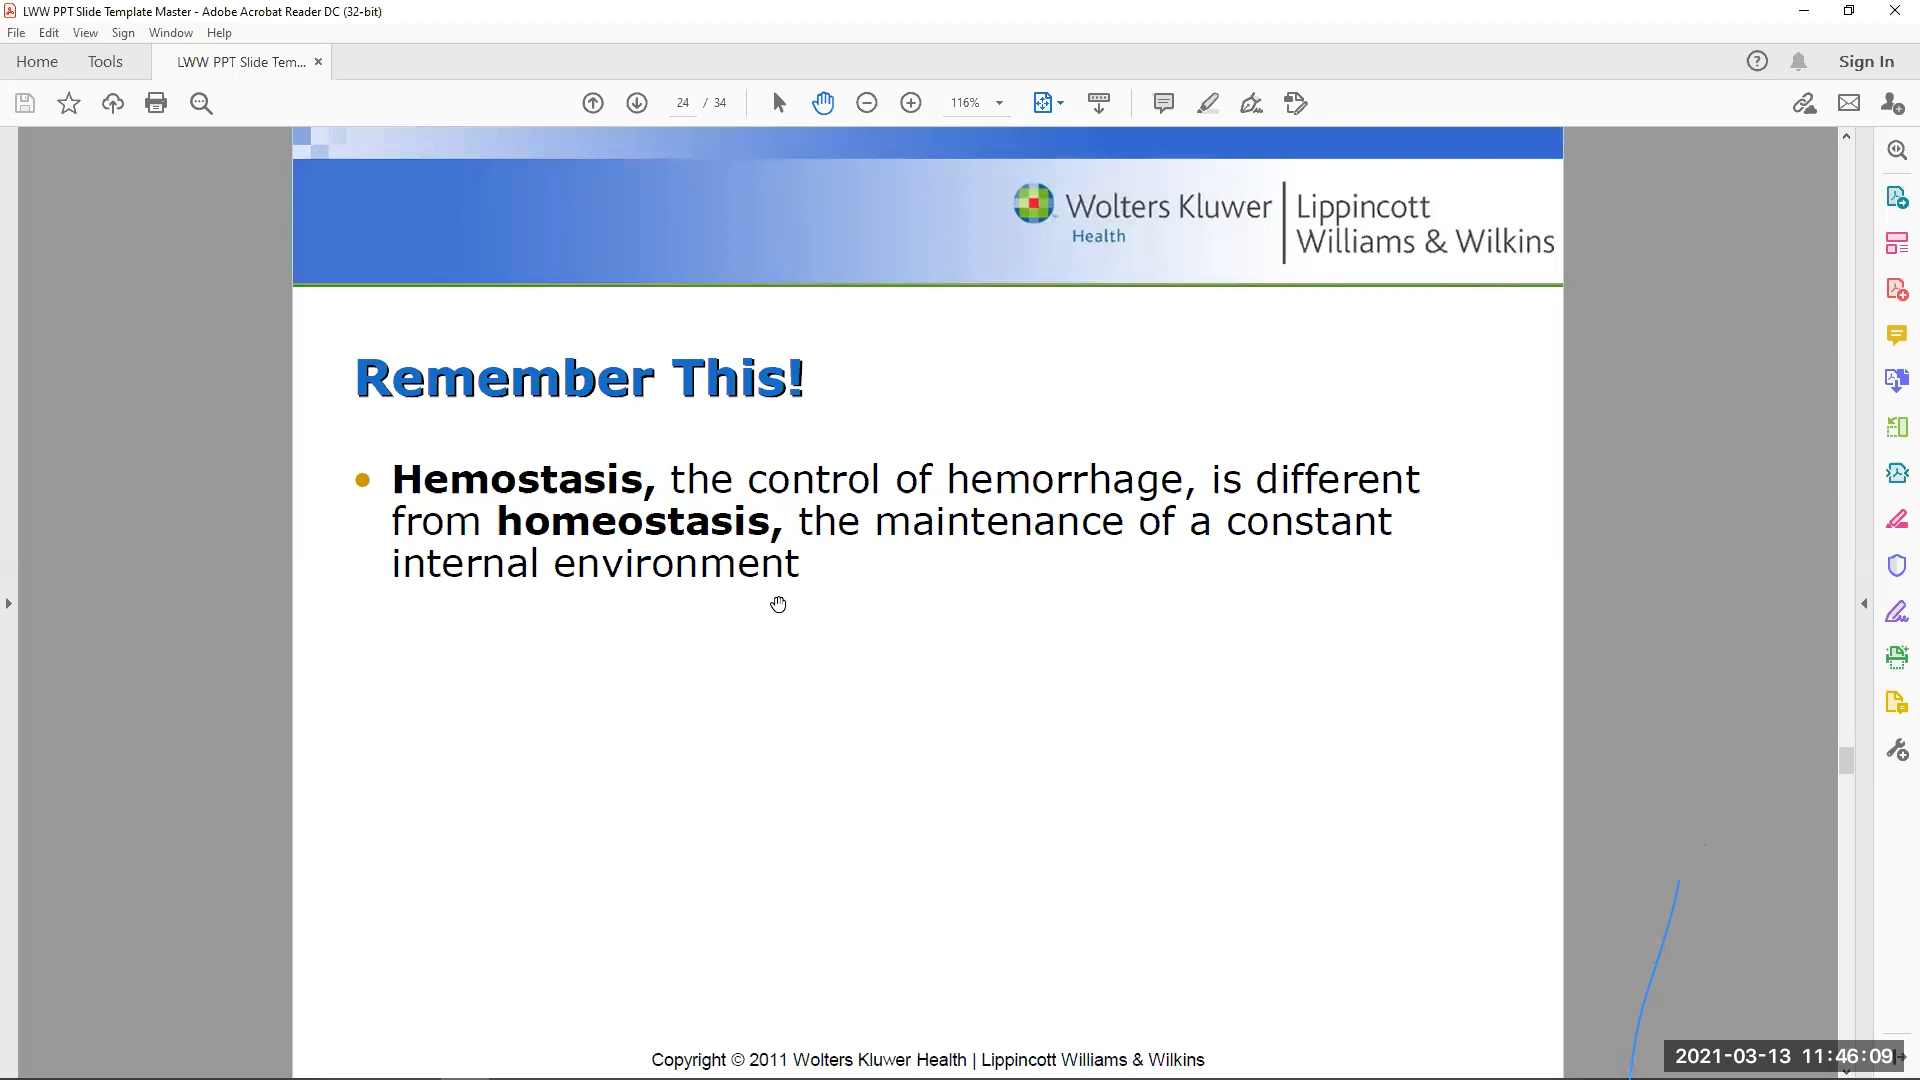 LWW PPT Slide Template Master - Adobe Acrobat Reader DC (32-bit)
File Edit View Sign Window Help
Home Tools LWW PPT Slide Tem... × Sign In
24 / 34 116%
Wolters Kluwer
Health
Lippincott
Williams & Wilkins
Remember This!
• Hemostasis, the control of hemorrhage, is different
from homeostasis, the maintenance of a constant
internal environment
Copyright © 2011 Wolters Kluwer Health | Lippincott Williams & Wilkins
2021-03-13 11:46:09